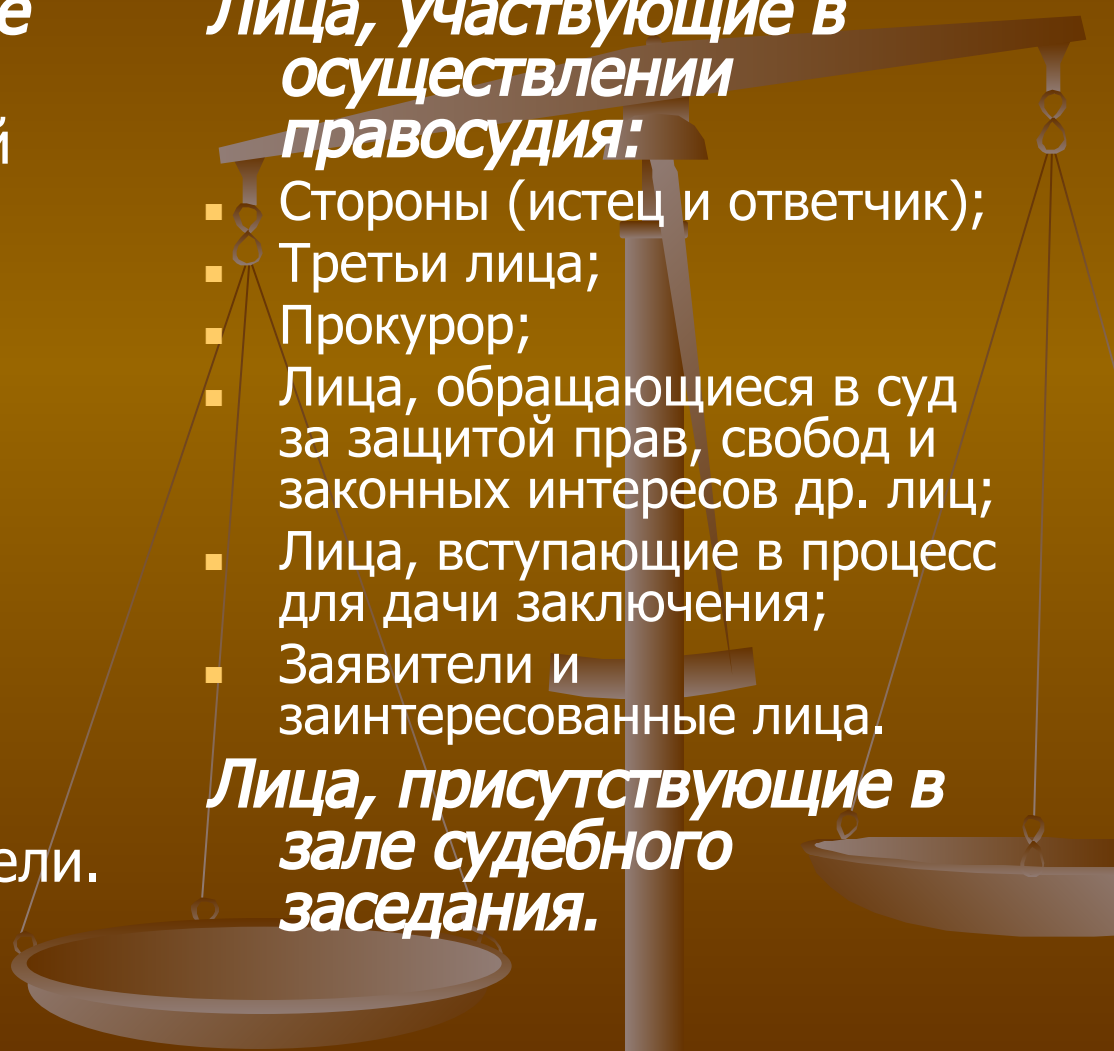 е
й
ели.
Лица, участвующие в
осуществлении
правосудия:
Стороны (истец и ответчик);
Третьи лица;
Прокурор;
Лица, обращающиеся в суд
за защитой прав, свобод и
законных интересов др. лиц;
Лица, вступающие в процесс
для дачи заключения;
Заявители и
заинтересованные лица.
Лица, присутствующие в
зале судебного
заседания.